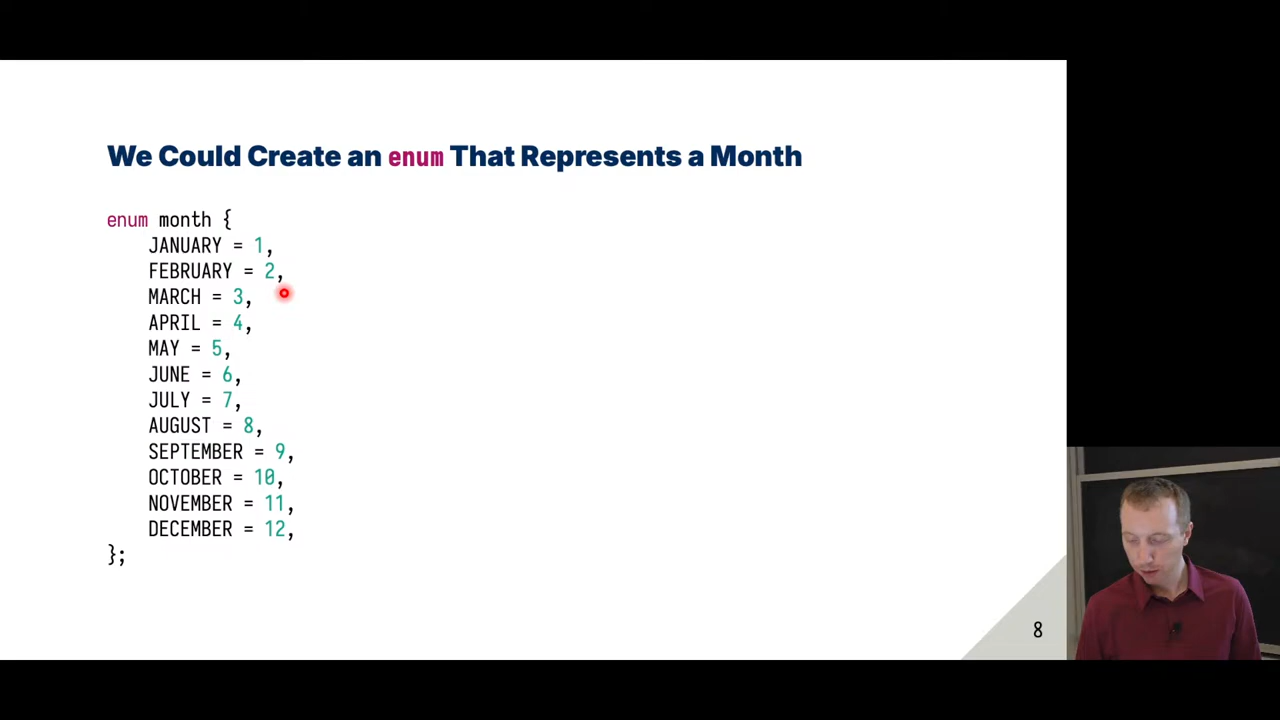 We Could Create an enum That Represents a Month
enum month {
    JANUARY = 1,
    FEBRUARY = 2,
    MARCH = 3,
    APRIL = 4,
    MAY = 5,
    JUNE = 6,
    JULY = 7,
    AUGUST = 8,
    SEPTEMBER = 9,
    OCTOBER = 10,
    NOVEMBER = 11,
    DECEMBER = 12,
};
8